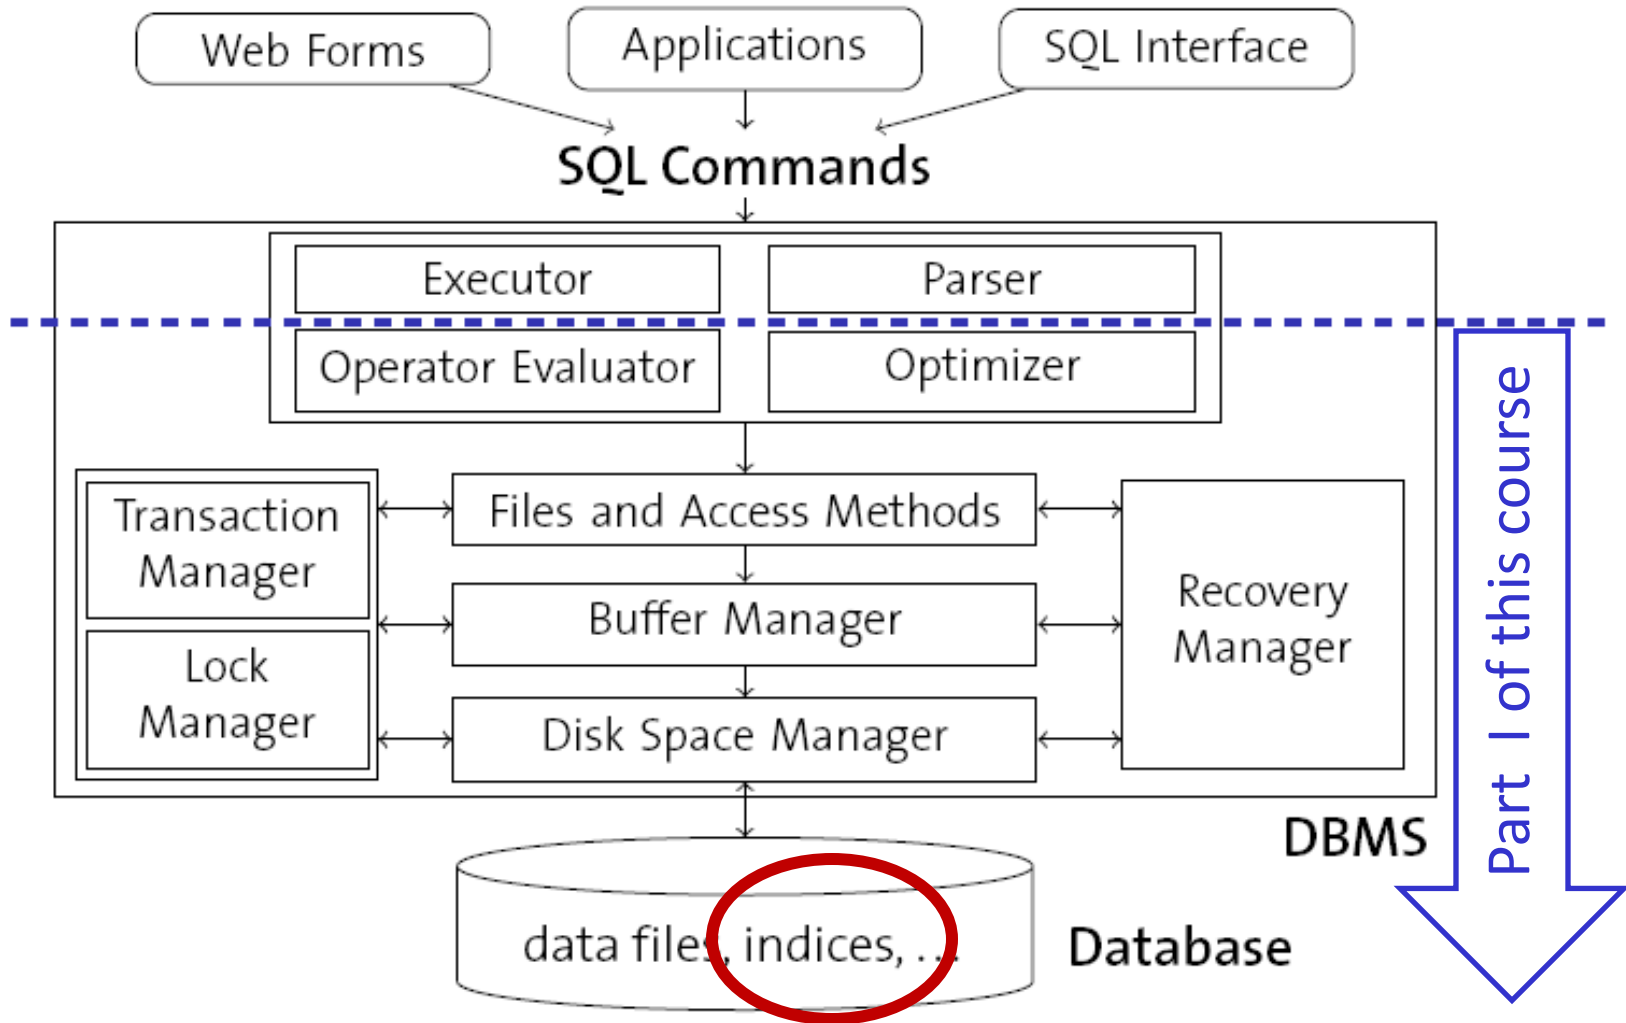 Web Forms
Applications
SQL Interface
SQL Commands
Executor
Parser
Operator Evaluator
Optimizer
Transaction
Manager
Lock
Manager
Files and Access Methods
Buffer Manager
Disk Space Manager
Recovery
Manager
Part I of this course
DBMS
data files, indices, ...
Database